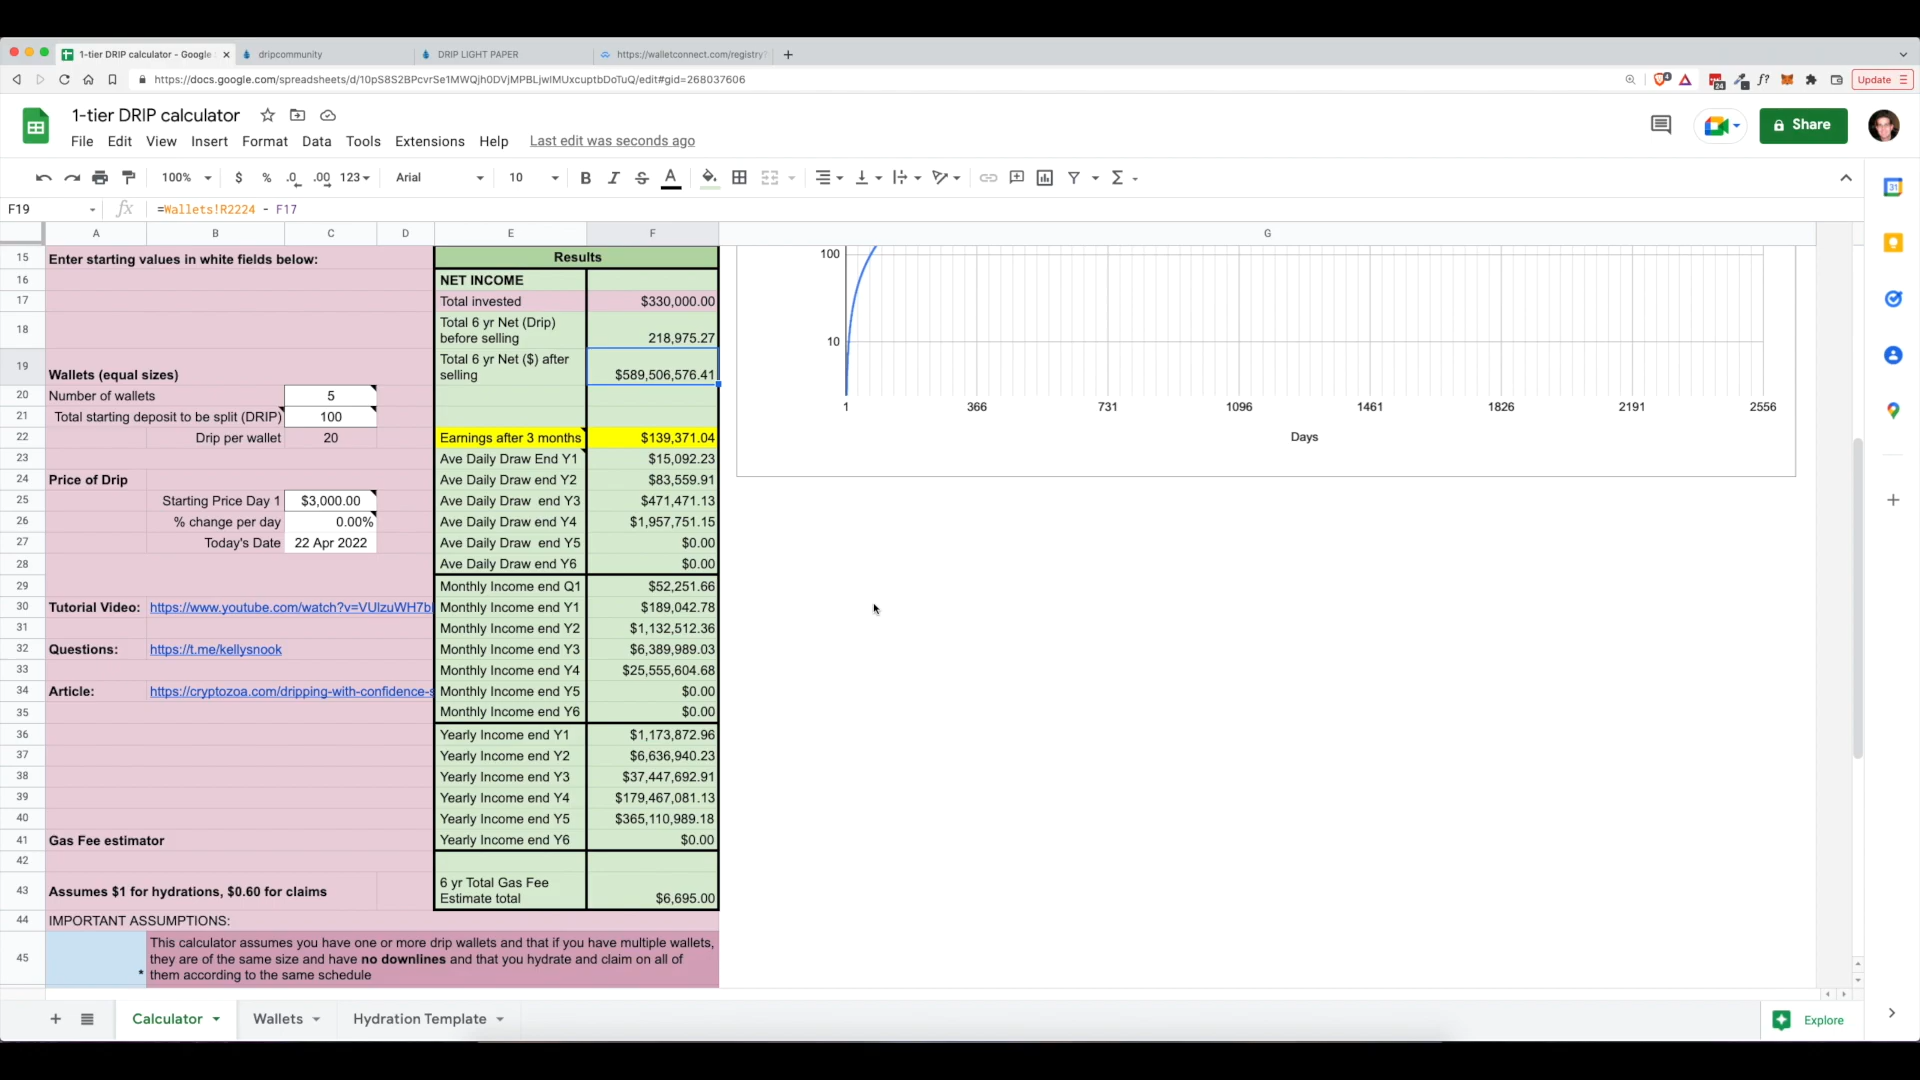 1-tier DRIP calculator - Google
dripcommunity
DRIP LIGHT PAPER
https://walletconnect.com/registry
https://docs.google.com/spreadsheets/d/10pS8S2BPcvrSe1MWQjh0DVjMPBLjwIMUxcuptbDoTuQ/edit#gid=268037606
Update
1-tier DRIP calculator
File Edit View Insert Format Data Tools Extensions Help Last edit was seconds ago
Share
100% $ % .0 .00 123 Arial 10 B I S A
F19 fx =Wallets!R2224 - F17
A B C D E F G
15 Enter starting values in white fields below: Results
16 NET INCOME
17 Total invested $330,000.00
18 Total 6 yr Net (Drip) before selling 218,975.27
19 Wallets (equal sizes) Total 6 yr Net ($) after selling $589,506,576.41
20 Number of wallets 5
21 Total starting deposit to be split (DRIP) 100
22 Drip per wallet 20 Earnings after 3 months $139,371.04
23 Ave Daily Draw End Y1 $15,092.23
24 Price of Drip Ave Daily Draw end Y2 $83,559.91
25 Starting Price Day 1 $3,000.00 Ave Daily Draw end Y3 $471,471.13
26 % change per day 0.00% Ave Daily Draw end Y4 $1,957,751.15
27 Today's Date 22 Apr 2022 Ave Daily Draw end Y5 $0.00
28 Ave Daily Draw end Y6 $0.00
29 Monthly Income end Q1 $52,251.66
30 Tutorial Video: https://www.youtube.com/watch?v=VUlzuWH7b Monthly Income end Y1 $189,042.78
31 Monthly Income end Y2 $1,132,512.36
32 Questions: https://t.me/kellysnook Monthly Income end Y3 $6,389,989.03
33 Monthly Income end Y4 $25,555,604.68
34 Article: https://cryptozoa.com/dripping-with-confidence-s Monthly Income end Y5 $0.00
35 Monthly Income end Y6 $0.00
36 Yearly Income end Y1 $1,173,872.96
37 Yearly Income end Y2 $6,636,940.23
38 Yearly Income end Y3 $37,447,692.91
39 Yearly Income end Y4 $179,467,081.13
40 Yearly Income end Y5 $365,110,989.18
41 Gas Fee estimator Yearly Income end Y6 $0.00
42
43 Assumes $1 for hydrations, $0.60 for claims 6 yr Total Gas Fee Estimate total $6,695.00
44 IMPORTANT ASSUMPTIONS:
45 * This calculator assumes you have one or more drip wallets and that if you have multiple wallets,
they are of the same size and have no downlines and that you hydrate and claim on all of
them according to the same schedule
100
10
1 366 731 1096 1461 1826 2191 2556
Days
Calculator Wallets Hydration Template
Explore